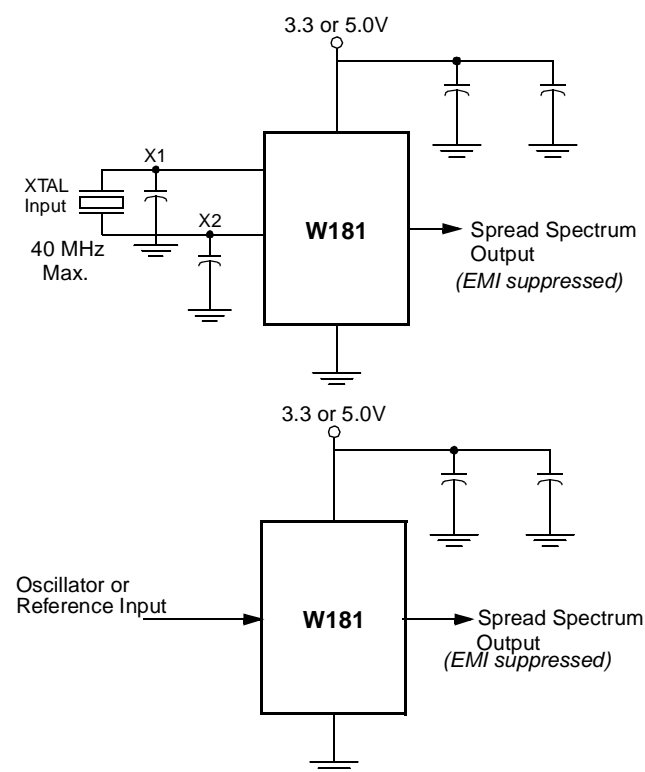 3.3 or 5.0V
X1
XTAL
Input
X2
40 MHz
Max.
W181
Spread Spectrum
Output
(EMI suppressed)
3.3 or 5.0V
Oscillator or
Reference Input
W181
Spread Spectrum
Output
(EMI suppressed)